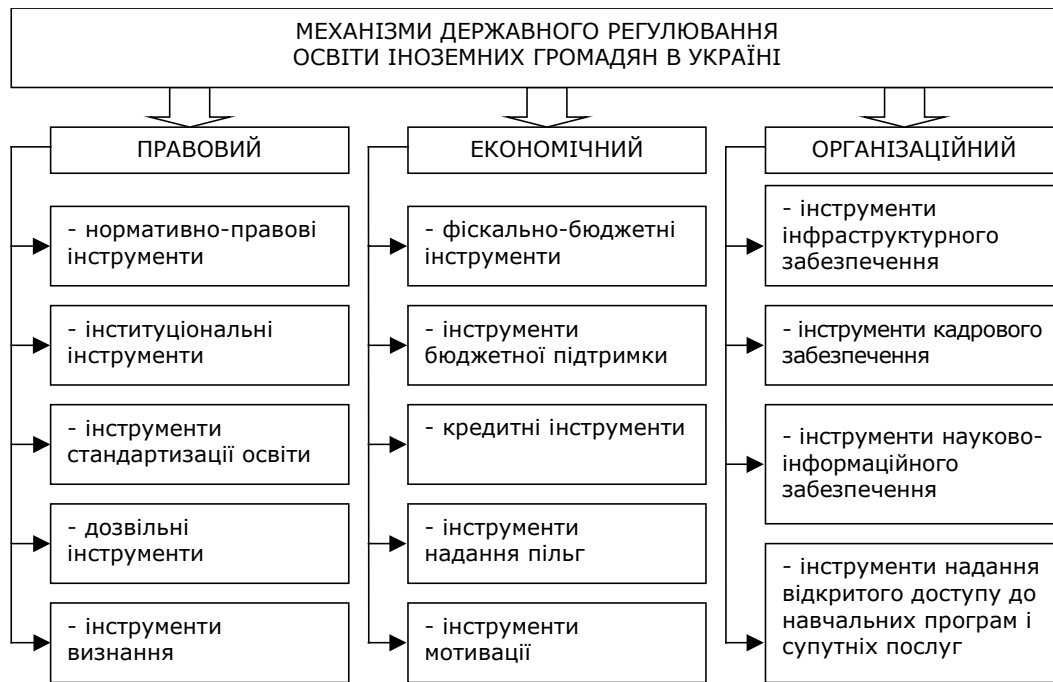 МЕХАНІЗМИ ДЕРЖАВНОГО РЕГУЛЮВАННЯ
ОСВІТИ ІНОЗЕМНИХ ГРОМАДЯН В УКРАЇНІ
ПРАВОВИЙ
- нормативно-правові
інструменти
- інституціональні
інструменти
- інструменти
стандартизації освіти
- дозвільні
інструменти
- інструменти
визнання
ЕКОНОМІЧНИЙ
- фіскально-бюджетні
інструменти
- інструменти
бюджетної підтримки
- кредитні інструменти
- інструменти
надання пільг
- інструменти
мотивації
ОРГАНІЗАЦІЙНИЙ
- інструменти
інфраструктурного
забезпечення
- інструменти кадрового
забезпечення
- інструменти науково-
інформаційного
забезпечення
- інструменти надання
відкритого доступу до
навчальних програм і
супутніх послуг